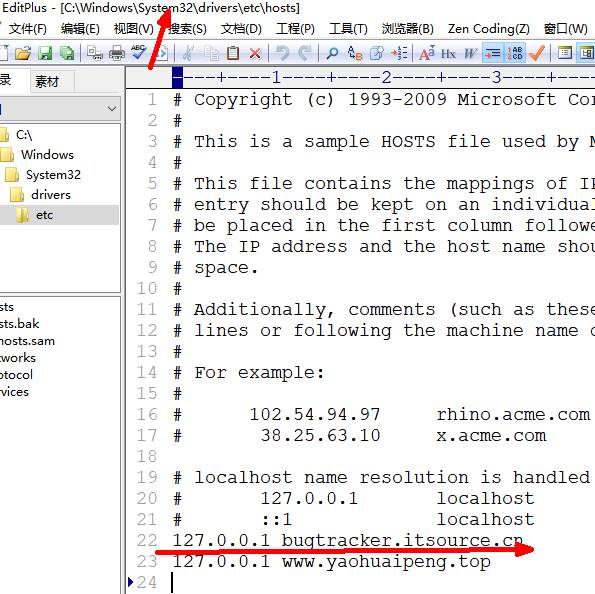 EditPlus - [C:\Windows\System32\drivers\etc\hosts]
文件(F) 编辑(E) 视图(V) 搜索(S) 文档(D) 工程(P) 工具(T) 浏览器(B) Zen Coding(Z) 窗口(W)
录 素材
C:\
Windows
System32
drivers
etc
sts
sts.bak
hosts.sam
tworks
otocol
rvices
----+----1----+----2----+----3----+--
1 # Copyright (c) 1993-2009 Microsoft Cor
2 #
3 # This is a sample HOSTS file used by M
4 #
5 # This file contains the mappings of IP
6 # entry should be kept on an individual
7 # be placed in the first column followe
8 # The IP address and the host name shou
9 # space.
10 #
11 # Additionally, comments (such as these
12 # lines or following the machine name
13 #
14 # For example:
15 #
16 # 102.54.94.97 rhino.acme.com
17 # 38.25.63.10 x.acme.com
18
19 # localhost name resolution is handled
20 # 127.0.0.1 localhost
21 # ::1 localhost
22 127.0.0.1 bugtracker.itsource.cn
23 127.0.0.1 www.yaohuaipeng.top
24